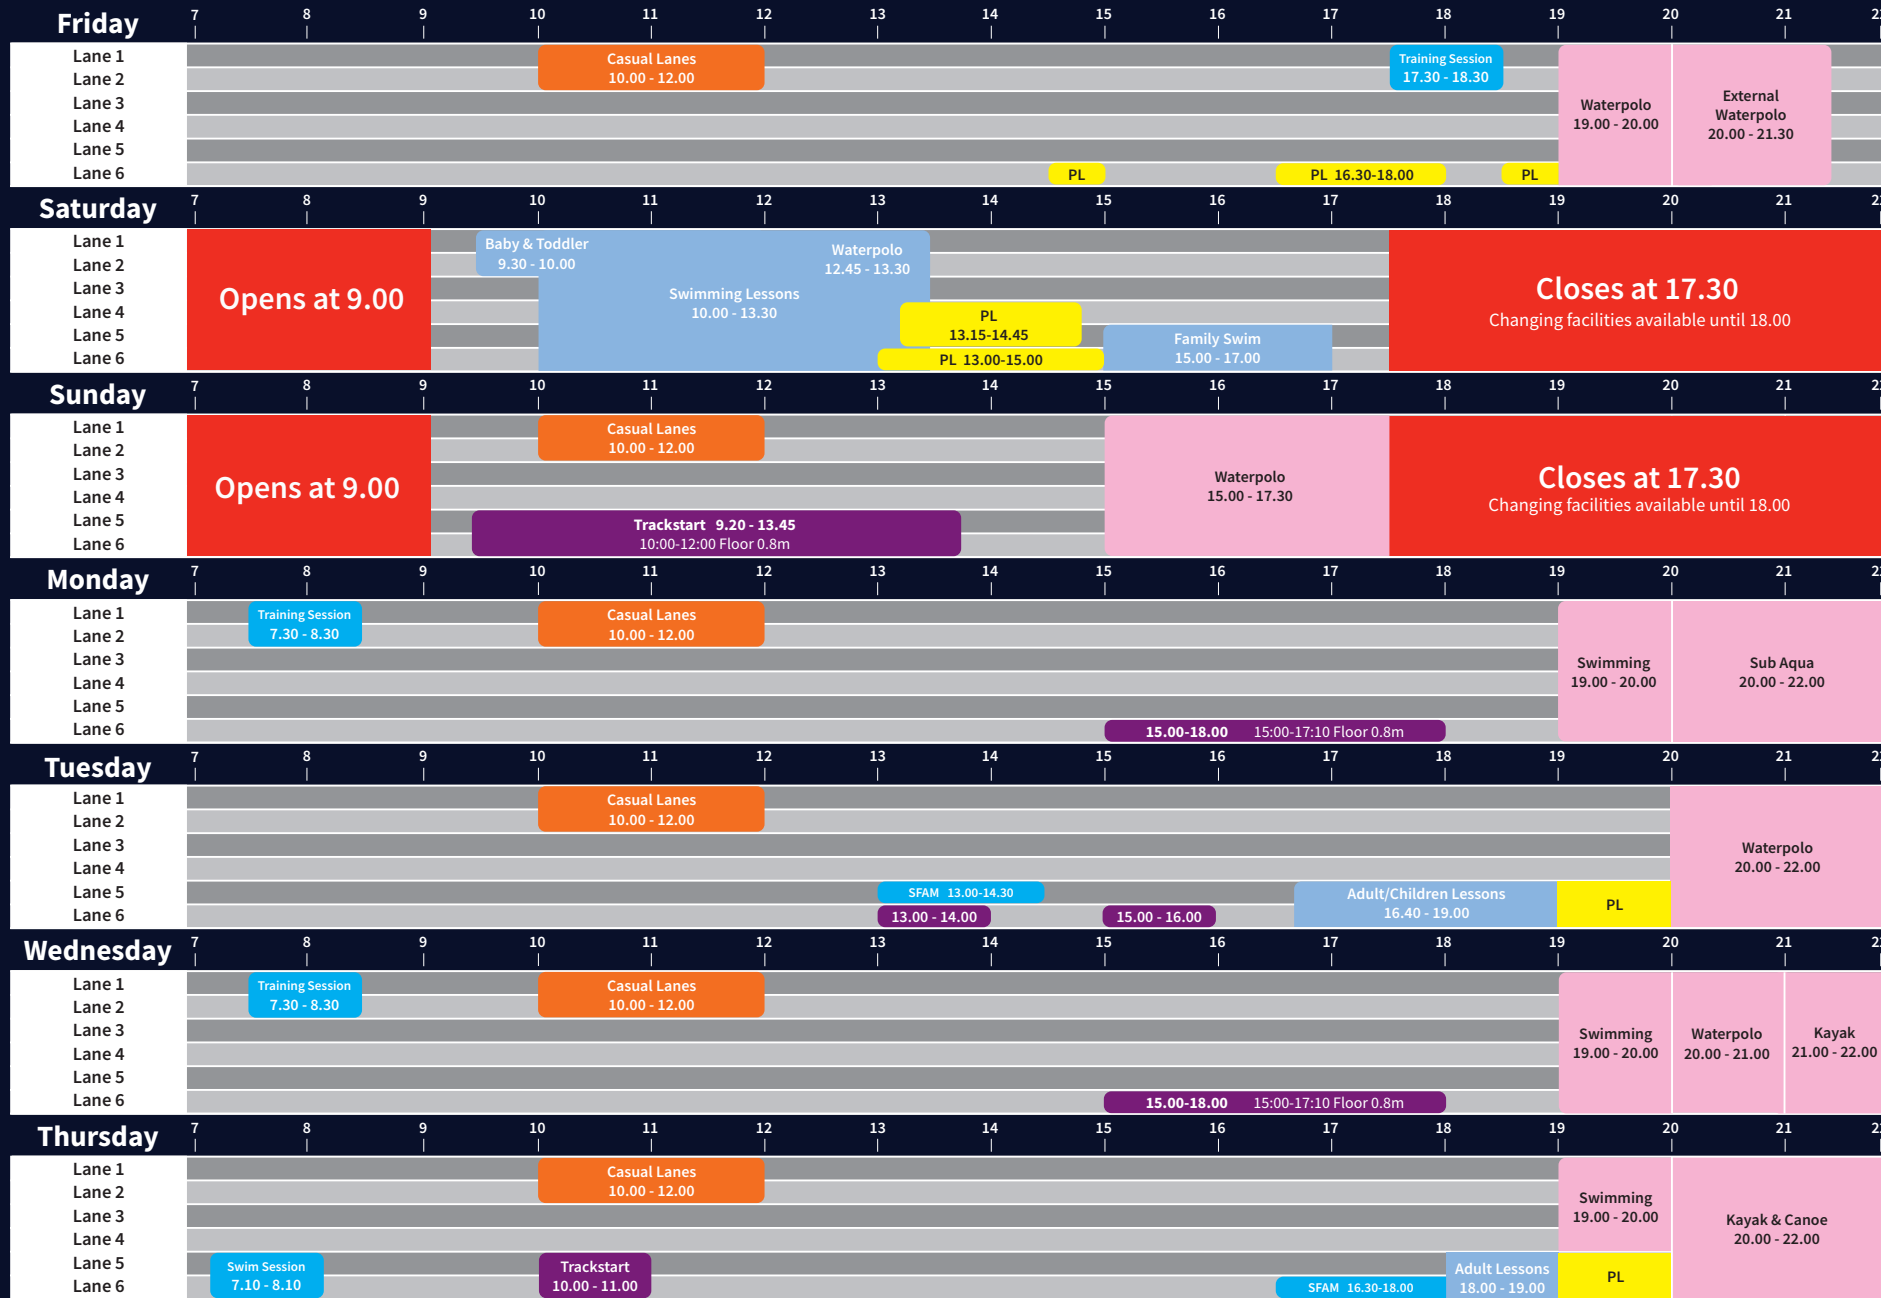 Friday 7 8 9 10 11 12 13 14 15 16 17 18 19 20 21
Lane 1
Lane 2
Lane 3
Lane 4
Lane 5
Lane 6
Casual Lanes
10.00 - 12.00
Training Session
17.30 - 18.30
Waterpolo
19.00 - 20.00
External
Waterpolo
20.00 - 21.30
PL
PL 16.30-18.00
PL
Saturday 7 8 9 10 11 12 13 14 15 16 17 18 19 20 21
Lane 1
Lane 2
Lane 3
Lane 4
Lane 5
Lane 6
Opens at 9.00
Baby & Toddler
9.30 - 10.00
Swimming Lessons
10.00 - 13.30
Waterpolo
12.45 - 13.30
PL
13.15-14.45
PL 13.00-15.00
Family Swim
15.00 - 17.00
Closes at 17.30
Changing facilities available until 18.00
Sunday 7 8 9 10 11 12 13 14 15 16 17 18 19 20 21
Lane 1
Lane 2
Lane 3
Lane 4
Lane 5
Lane 6
Opens at 9.00
Casual Lanes
10.00 - 12.00
Trackstart 9.20 - 13.45
10:00-12:00 Floor 0.8m
Waterpolo
15.00 - 17.30
Closes at 17.30
Changing facilities available until 18.00
Monday 7 8 9 10 11 12 13 14 15 16 17 18 19 20 21
Lane 1
Lane 2
Lane 3
Lane 4
Lane 5
Lane 6
Training Session
7.30 - 8.30
Casual Lanes
10.00 - 12.00
15.00-18.00 15:00-17:10 Floor 0.8m
Swimming
19.00 - 20.00
Sub Aqua
20.00 - 22.00
Tuesday 7 8 9 10 11 12 13 14 15 16 17 18 19 20 21
Lane 1
Lane 2
Lane 3
Lane 4
Lane 5
Lane 6
Casual Lanes
10.00 - 12.00
SFAM 13.00-14.30
13.00 - 14.00
15.00 - 16.00
Adult/Children Lessons
16.40 - 19.00
PL
Waterpolo
20.00 - 22.00
Wednesday 7 8 9 10 11 12 13 14 15 16 17 18 19 20 21
Lane 1
Lane 2
Lane 3
Lane 4
Lane 5
Lane 6
Training Session
7.30 - 8.30
Casual Lanes
10.00 - 12.00
15.00-18.00 15:00-17:10 Floor 0.8m
Swimming
19.00 - 20.00
Waterpolo
20.00 - 21.00
Kayak
21.00 - 22.00
Thursday 7 8 9 10 11 12 13 14 15 16 17 18 19 20 21
Lane 1
Lane 2
Lane 3
Lane 4
Lane 5
Lane 6
Swim Session
7.10 - 8.10
Casual Lanes
10.00 - 12.00
Trackstart
10.00 - 11.00
SFAM 16.30-18.00
Adult Lessons
18.00 - 19.00
Swimming
19.00 - 20.00
PL
Kayak & Canoe
20.00 - 22.00